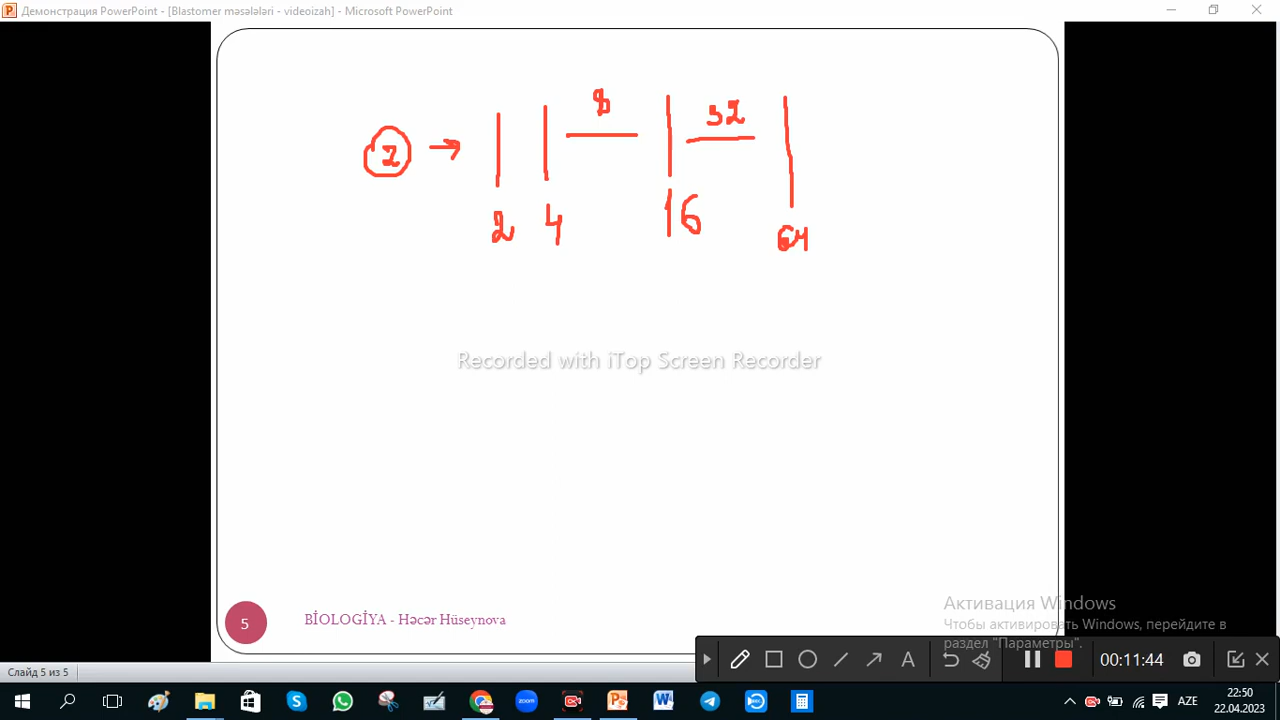 Демонстрация PowerPoint - [Blastomer məsələləri - videoizah] - Microsoft PowerPoint
8
32
z →
2 4 16 64
Recorded with iTop Screen Recorder
5
BİOLOGİYA - Həcər Hüseynova
Активация Windows
Чтобы активировать Windows, перейдите в
раздел "Параметры".
A
00:11:44
Слайд 5 из 5
zoom
AZE
22:50
22.04.2023